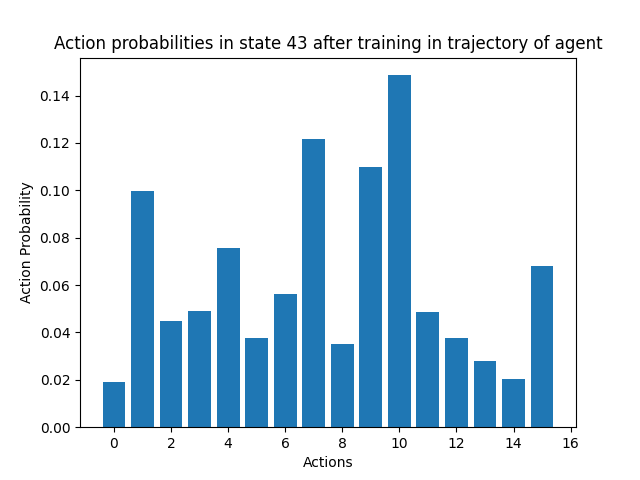 Action probabilities in state 43 after training in trajectory of agent
0.14
0.12
0.10
0.08
0.06
0.04
0.02
0.00
Action Probability
0 2 4 6 8 10 12 14 16
Actions